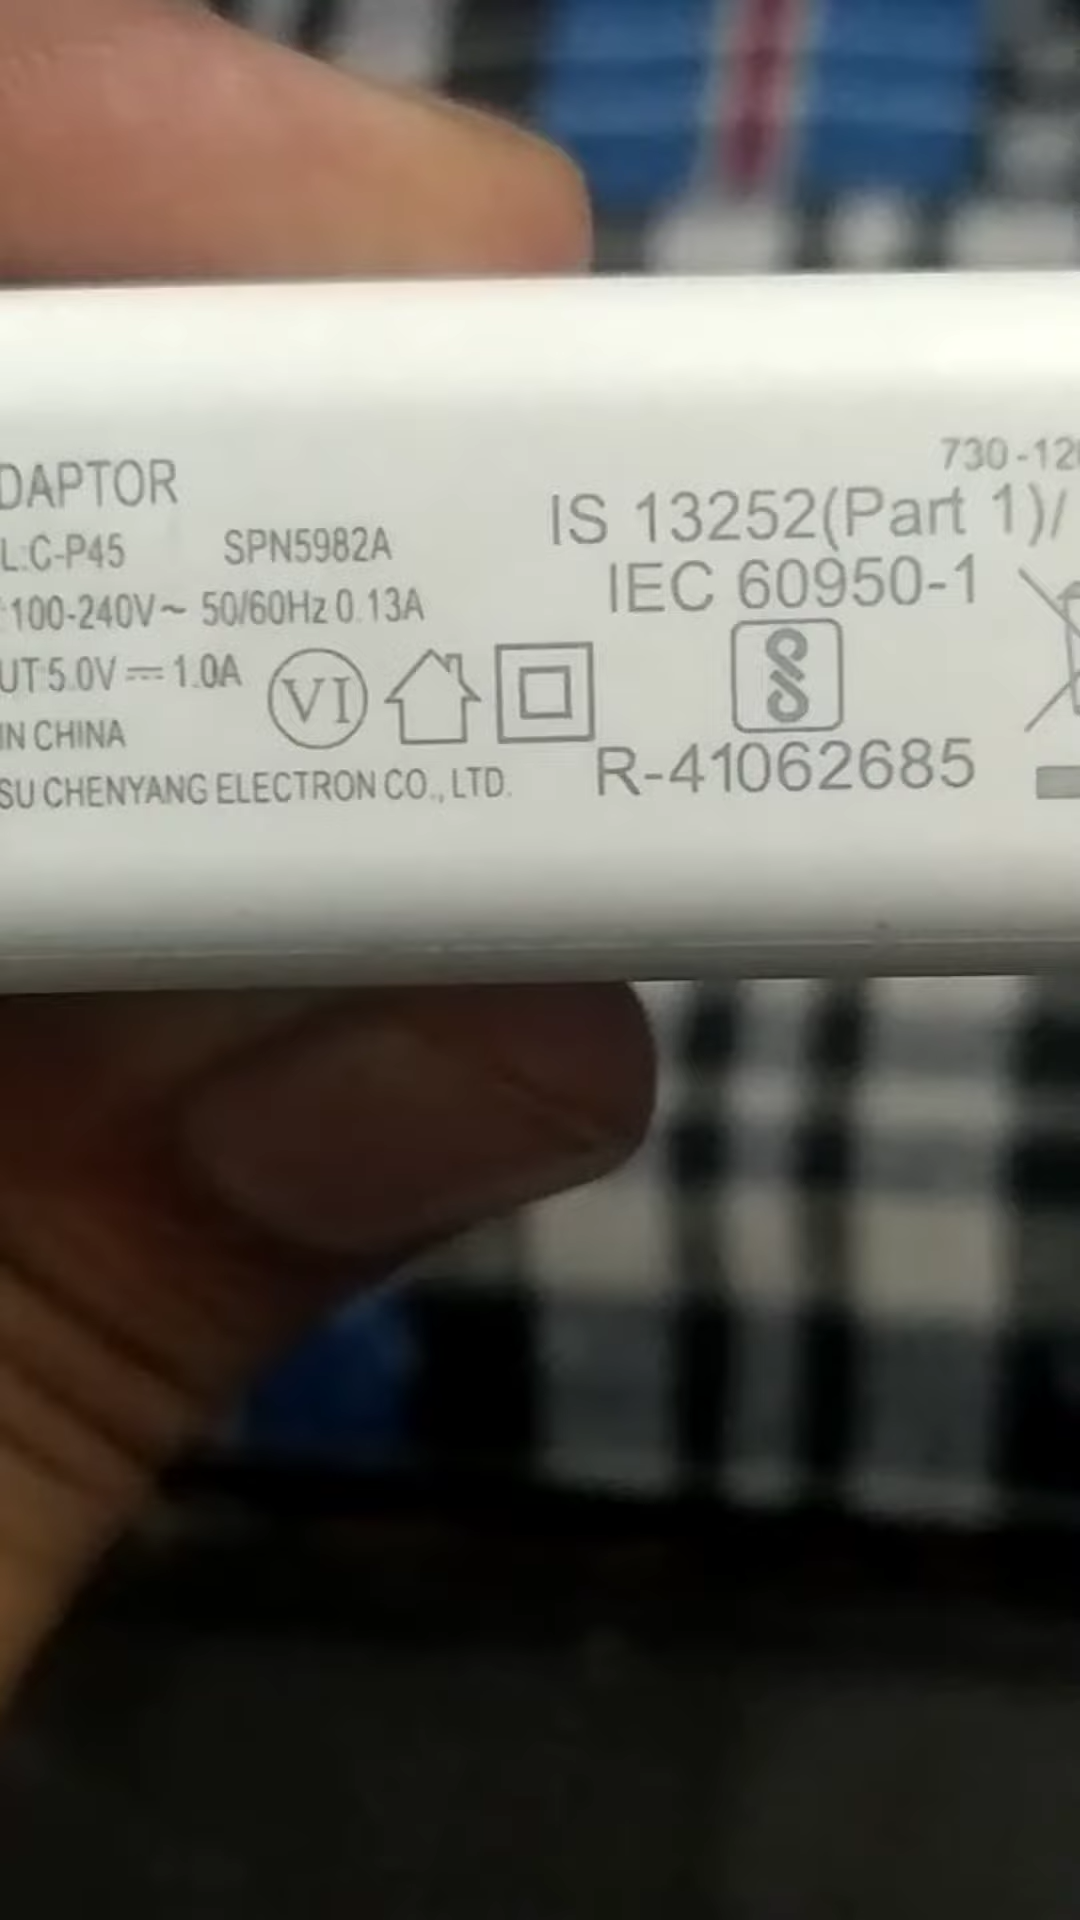 DAPTOR
L:C-P45 SPN5982A
:100-240V~ 50/60Hz 0.13A
UT:5.0V⎓1.0A
VI
IN CHINA
SU CHENYANG ELECTRON CO., LTD.
730-120
IS 13252(Part 1)/
IEC 60950-1
R-41062685